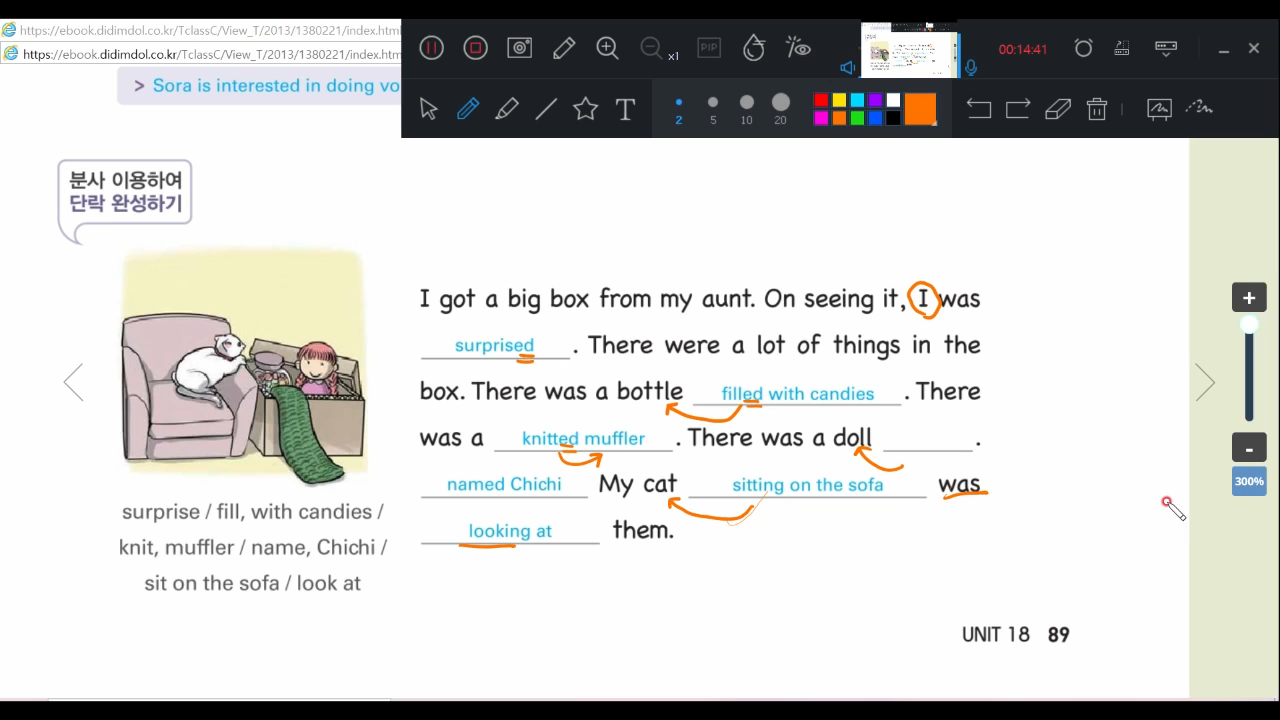 https://ebook.didimdol.co.kr/TclassCA/View_T/2013/1380221/index.html
https://ebook.didimdol.co.kr/TclassCA/View_T/2013/1380221/index.html
x1
PIP
00:14:41
T
2 5 10 20
> Sora is interested in doing vo
분사 이용하여
단락 완성하기
I got a big box from my aunt. On seeing it, I was
surprised . There were a lot of things in the
box. There was a bottle filled with candies . There
was a knitted muffler . There was a doll .
named Chichi My cat sitting on the sofa was
looking at them.
surprise / fill, with candies /
knit, muffler / name, Chichi /
sit on the sofa / look at
+
-
300%
UNIT 18 89